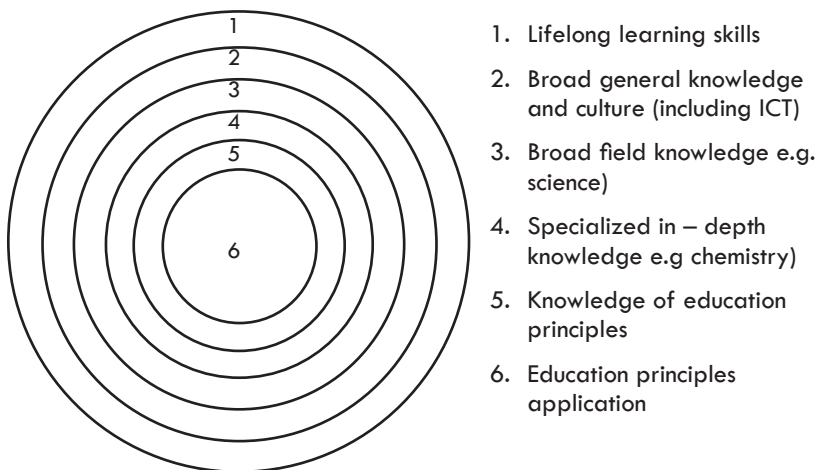 1
2
3
4
5
6
1. Lifelong learning skills
2. Broad general knowledge
and culture (including ICT)
3. Broad field knowledge e.g.
science)
4. Specialized in – depth
knowledge e.g chemistry)
5. Knowledge of education
principles
6. Education principles
application